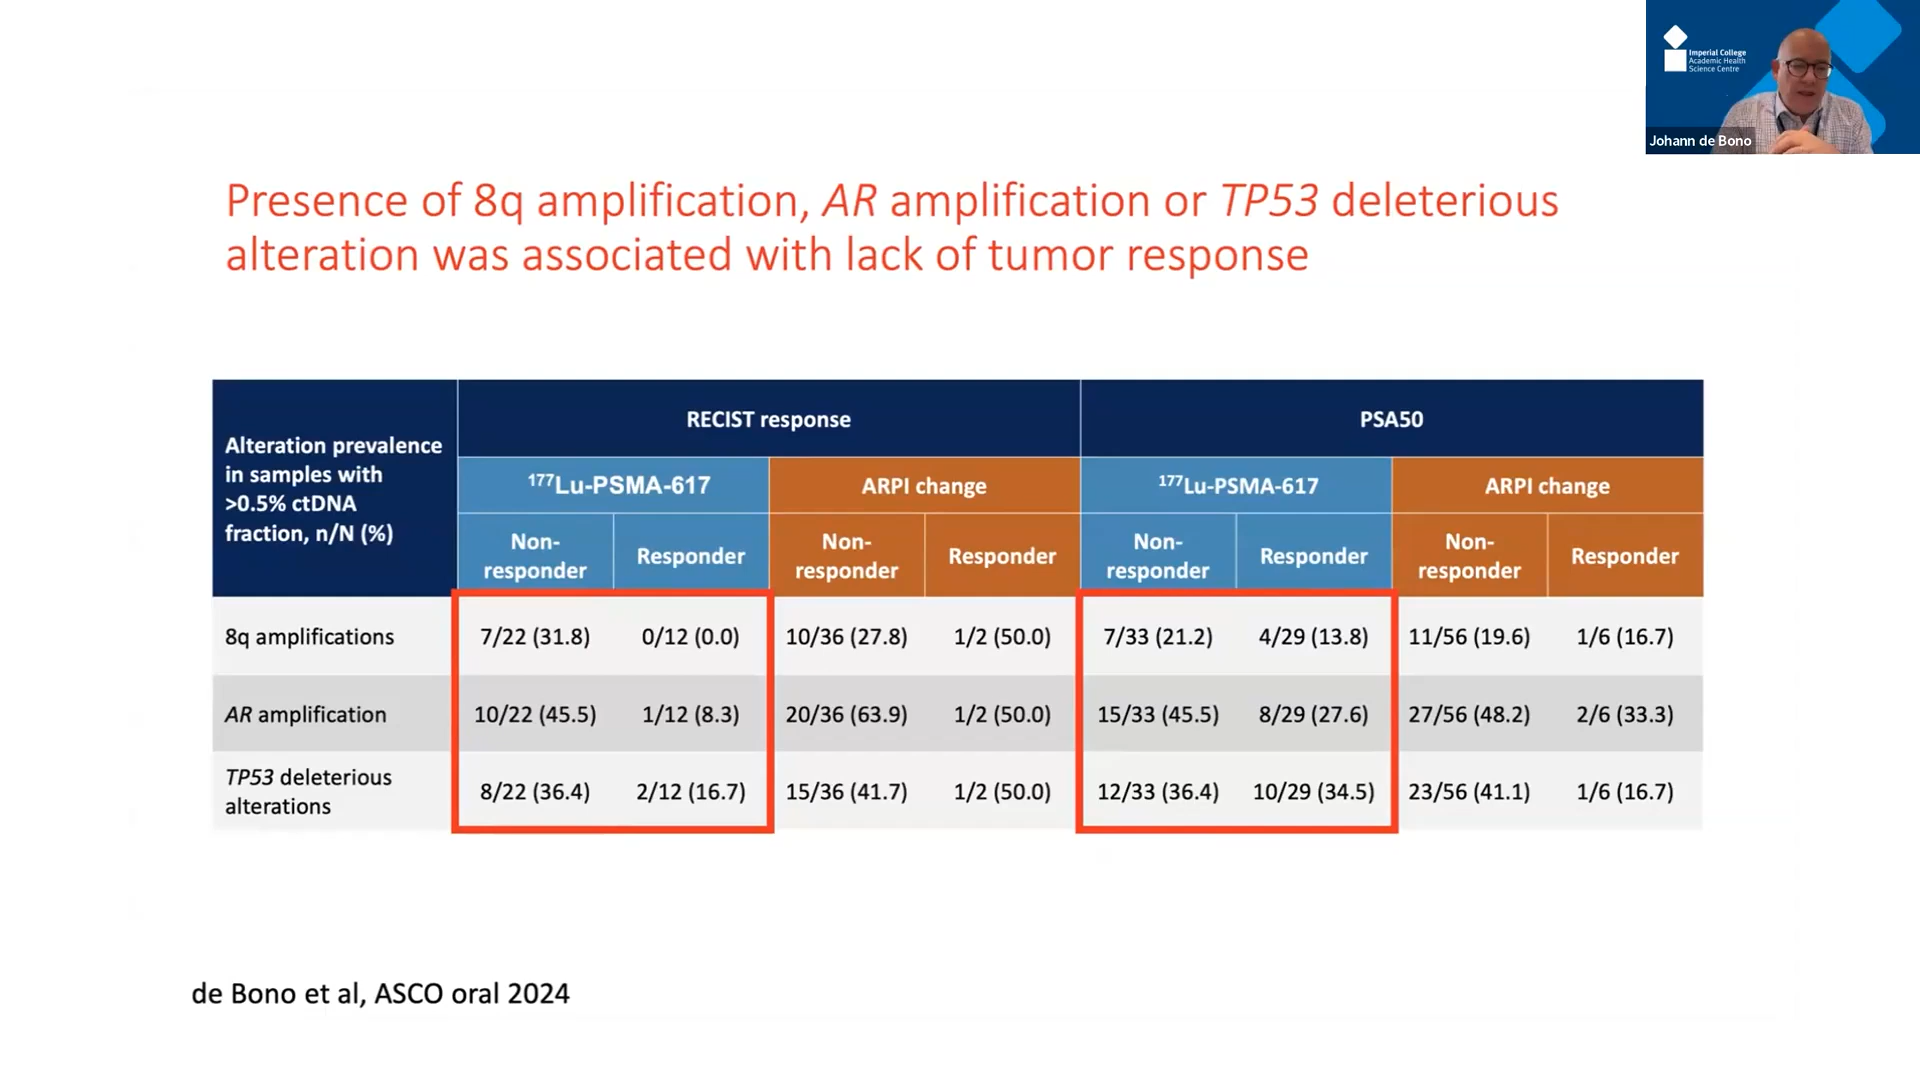 Imperial College
Academic Health
Science Centre
Johann de Bono
Presence of 8q amplification, AR amplification or TP53 deleterious
alteration was associated with lack of tumor response
Alteration prevalence
in samples with
>0.5% ctDNA
fraction, n/N (%)
RECIST response
PSA50
¹⁷⁷Lu-PSMA-617
ARPI change
¹⁷⁷Lu-PSMA-617
ARPI change
Non-
responder
Responder
Non-
responder
Responder
Non-
responder
Responder
Non-
responder
Responder
8q amplifications 7/22 (31.8) 0/12 (0.0) 10/36 (27.8) 1/2 (50.0) 7/33 (21.2) 4/29 (13.8) 11/56 (19.6) 1/6 (16.7)
AR amplification 10/22 (45.5) 1/12 (8.3) 20/36 (63.9) 1/2 (50.0) 15/33 (45.5) 8/29 (27.6) 27/56 (48.2) 2/6 (33.3)
TP53 deleterious
alterations
8/22 (36.4) 2/12 (16.7) 15/36 (41.7) 1/2 (50.0) 12/33 (36.4) 10/29 (34.5) 23/56 (41.1) 1/6 (16.7)
de Bono et al, ASCO oral 2024